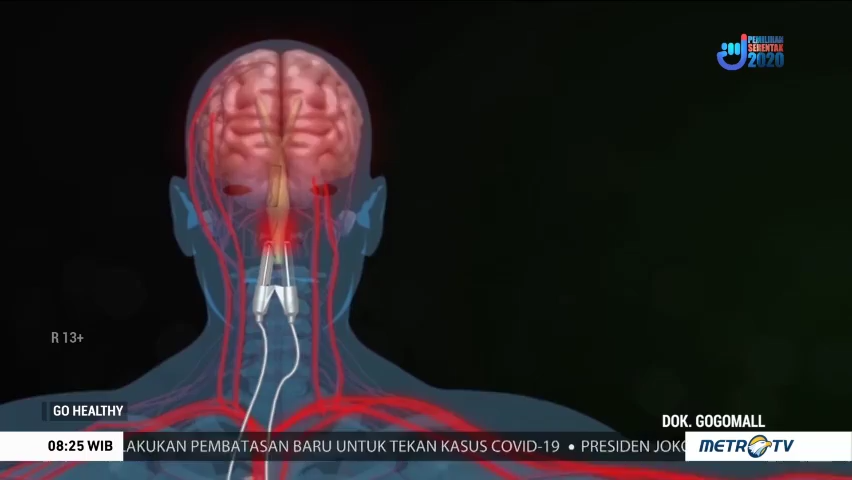 PEMILIHAN
SERENTAK
2020
R 13+
GO HEALTHY
DOK. GOGOMALL
08:25 WIB
LAKUKAN PEMBATASAN BARU UNTUK TEKAN KASUS COVID-19 • PRESIDEN JOKO
METRO TV